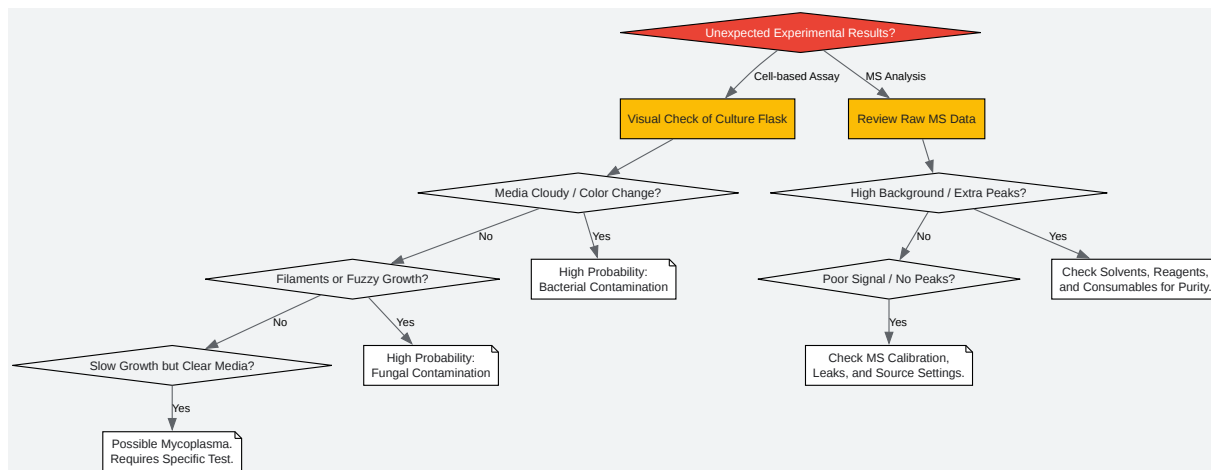 Unexpected Experimental Results?
Cell-based Assay
MS Analysis
Visual Check of Culture Flask
Review Raw MS Data
Media Cloudy / Color Change?
High Background / Extra Peaks?
No
Yes
No
Yes
Filaments or Fuzzy Growth?
High Probability:
Bacterial Contamination
Poor Signal / No Peaks?
Check Solvents, Reagents,
and Consumables for Purity.
No
Yes
Yes
Slow Growth but Clear Media?
High Probability:
Fungal Contamination
Check MS Calibration,
Leaks, and Source Settings.
Yes
Possible Mycoplasma.
Requires Specific Test.